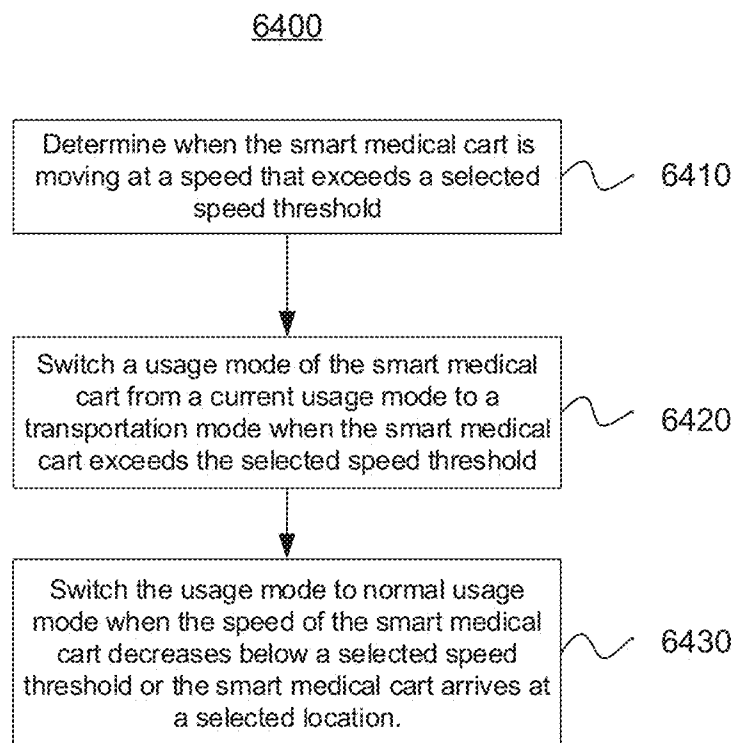 6400
Determine when the smart medical cart is
moving at a speed that exceeds a selected
speed threshold
6410
Switch a usage mode of the smart medical
cart from a current usage mode to a
transportation mode when the smart medical
cart exceeds the selected speed threshold
6420
Switch the usage mode to normal usage
mode when the speed of the smart medical
cart decreases below a selected speed
threshold or the smart medical cart arrives at
a selected location.
6430